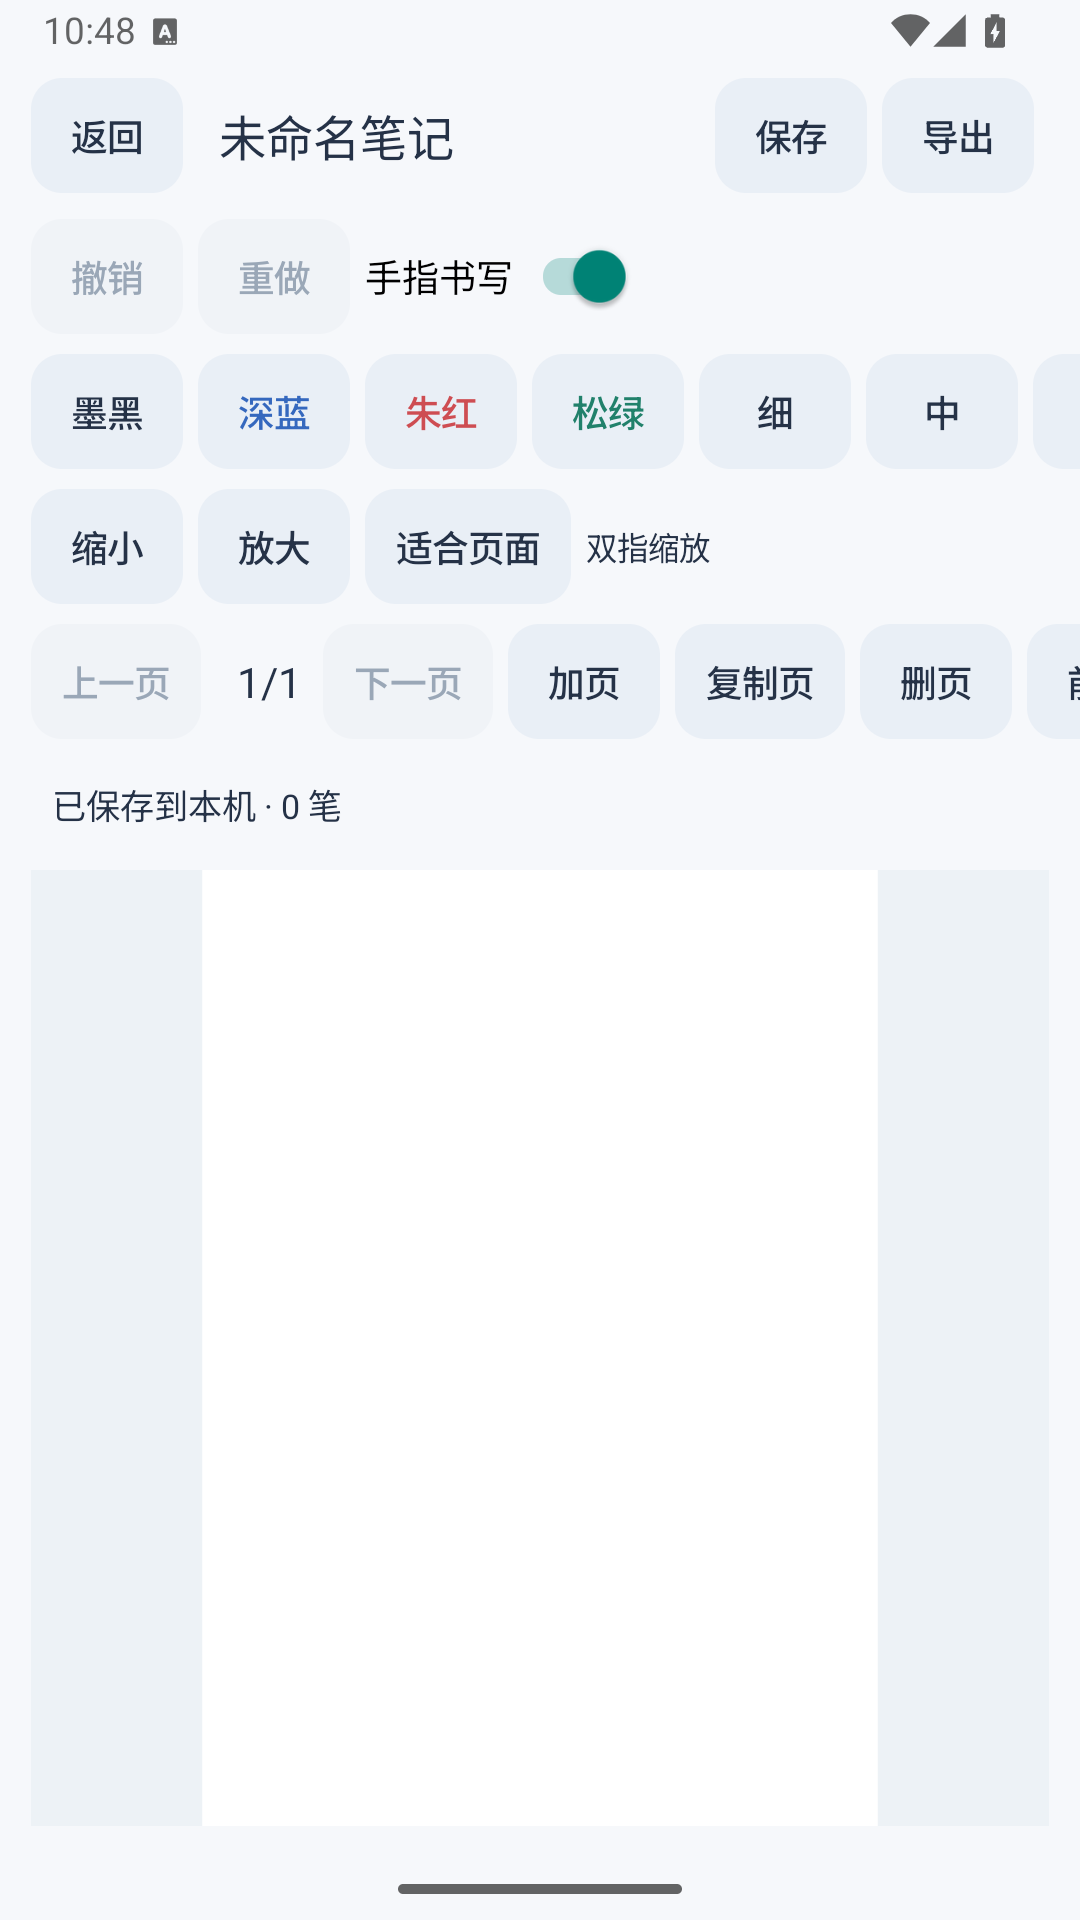 10:48
返回 未命名笔记 保存 导出
撤销 重做 手指书写
墨黑 深蓝 朱红 松绿 细 中
缩小 放大 适合页面 双指缩放
上一页 1/1 下一页 加页 复制页 删页
已保存到本机 · 0 笔